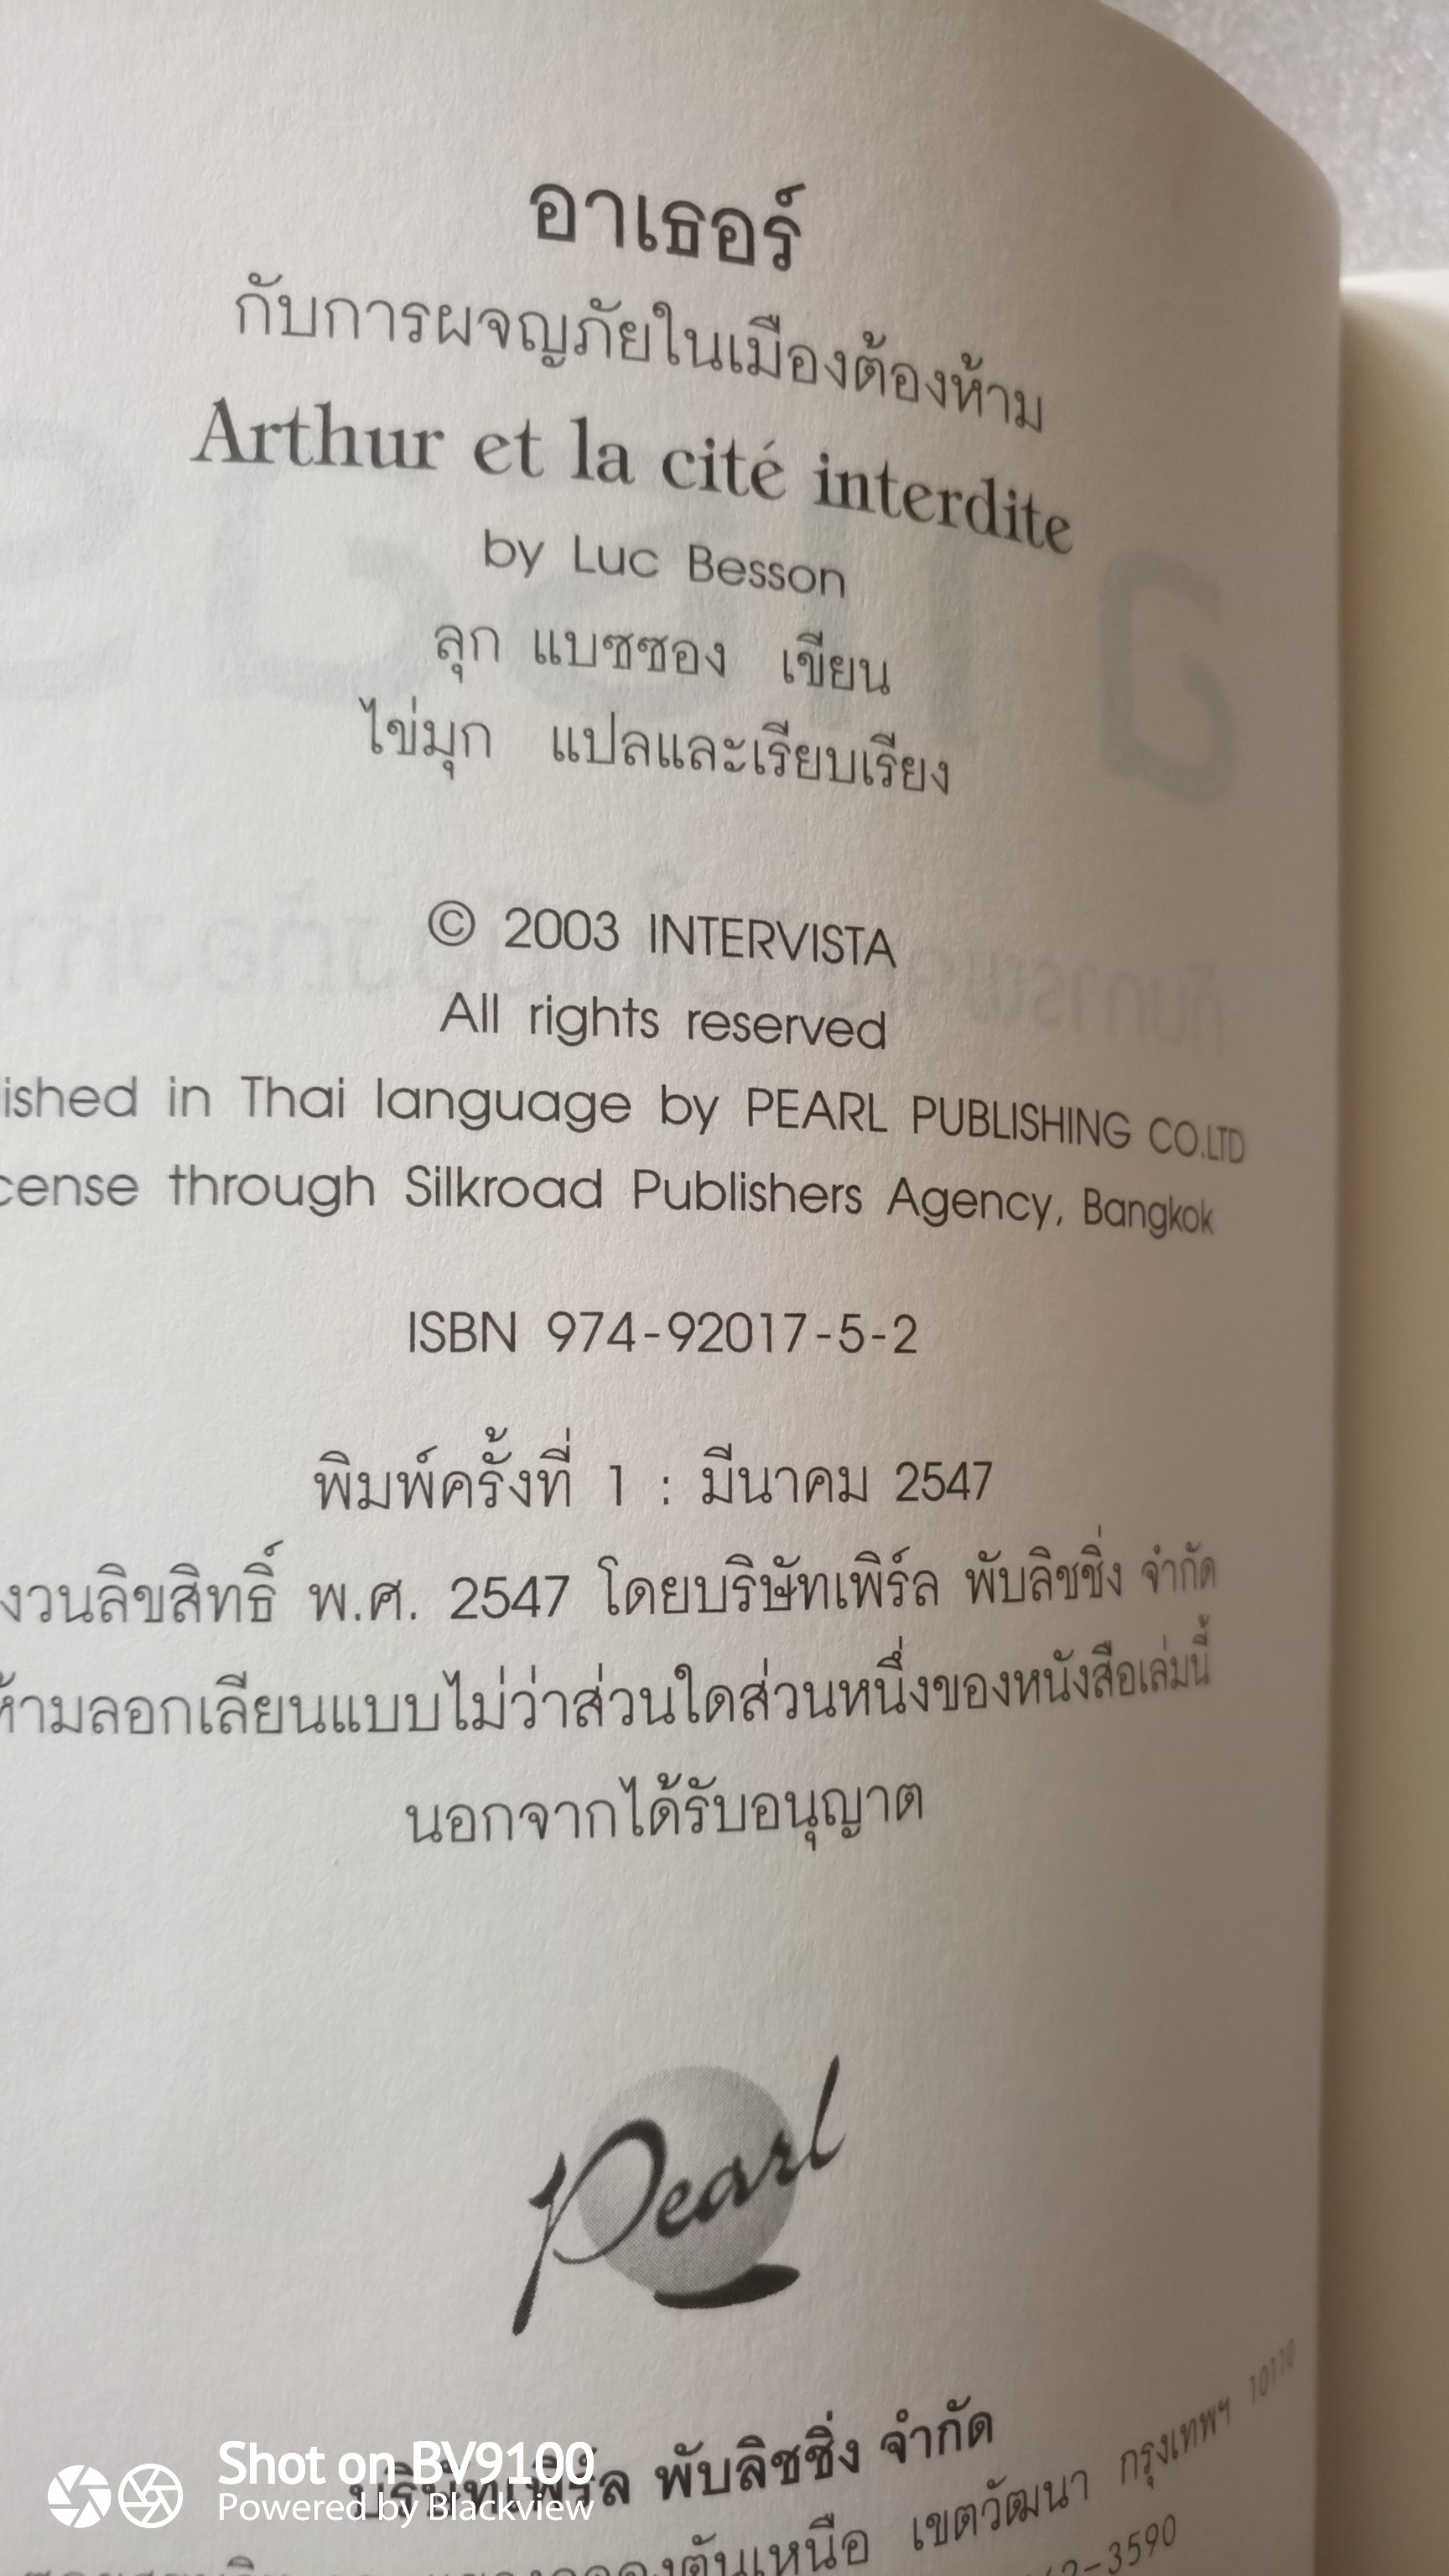 อาเธอร์
กับการผจญภัยในเมืองต้องห้าม
Arthur et la cité interdite
by Luc Besson
ลุก แบซซอง เขียน
ไข่มุก แปลและเรียบเรียง
© 2003 INTERVISTA
All rights reserved
ished in Thai language by PEARL PUBLISHING CO.LTD
cense through Silkroad Publishers Agency, Bangkok
ISBN 974-92017-5-2
พิมพ์ครั้งที่ 1 : มีนาคม 2547
งวนลิขสิทธิ์ พ.ศ. 2547 โดยบริษัทเพิร์ล พับลิชชิ่ง จำกัด
ห้ามลอกเลียนแบบไม่ว่าส่วนใดส่วนหนึ่งของหนังสือเล่มนี้
นอกจากได้รับอนุญาต
Pearl
บริษัทเพิร์ล พับลิชชิ่ง จำกัด
เขตวัฒนา กรุงเทพฯ 10110
-3590
Shot on BV9100
Powered by Blackview